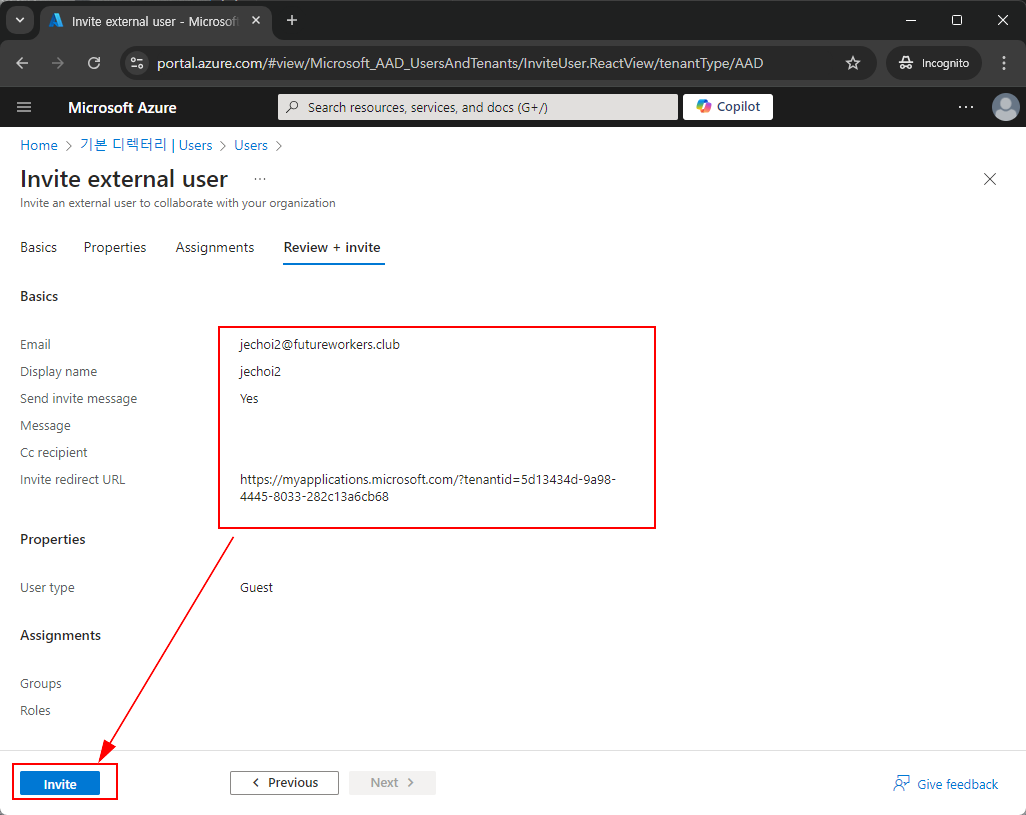 Invite external user - Microsoft
portal.azure.com/#view/Microsoft_AAD_UsersAndTenants/InviteUser.ReactView/tenantType/AAD
Incognito
Microsoft Azure
Search resources, services, and docs (G+/)
Copilot
Home > 기본 디렉터리 | Users > Users >
Invite external user ...
Invite an external user to collaborate with your organization
Basics Properties Assignments Review + invite
Basics
Email jechoi2@futureworkers.club
Display name jechoi2
Send invite message Yes
Message
Cc recipient
Invite redirect URL https://myapplications.microsoft.com/?tenantid=5d13434d-9a98-
4445-8033-282c13a6cb68
Properties
User type Guest
Assignments
Groups
Roles
Invite < Previous Next > Give feedback